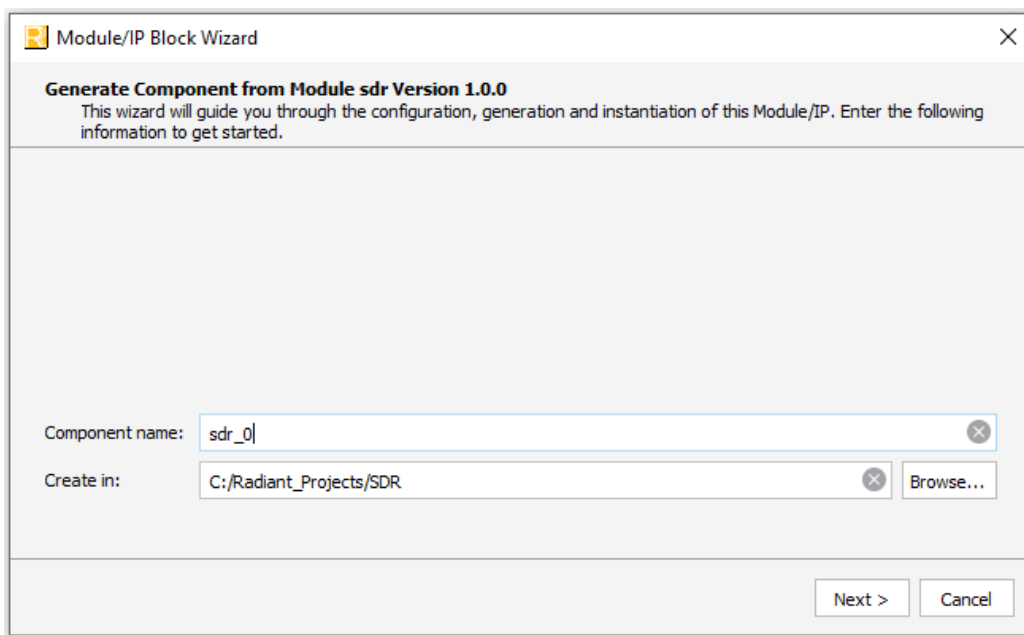 Module/IP Block Wizard
Generate Component from Module sdr Version 1.0.0
This wizard will guide you through the configuration, generation and instantiation of this Module/IP. Enter the following
information to get started.
Component name: sdr_0
Create in: C:/Radiant_Projects/SDR Browse...
Next > Cancel